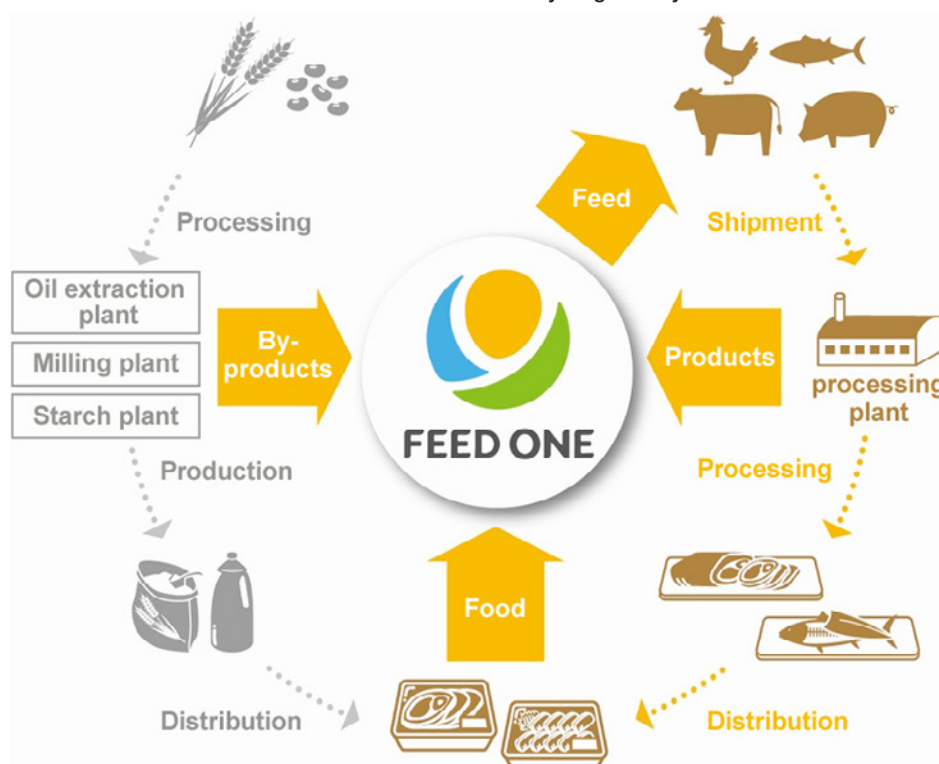 Feed
Processing
Shipment
Oil extraction
plant
Milling plant
Starch plant
By-
products
FEED ONE
Products
processing
plant
Production
Processing
Food
Distribution
Distribution